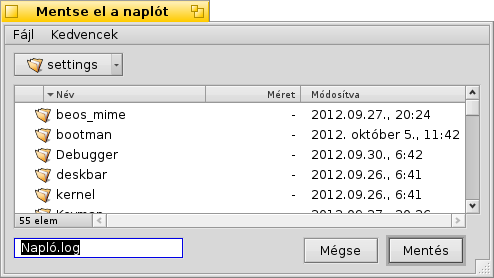 Mentse el a naplót
Fájl Kedvencek
settings
Név Méret Módosítva
beos_mime - 2012.09.27., 20:24
bootman - 2012. október 5., 11:42
Debugger - 2012.09.30., 6:42
deskbar - 2012.09.26., 6:41
kernel - 2012.09.26., 6:41
55 elem
Napló.log Mégse Mentés